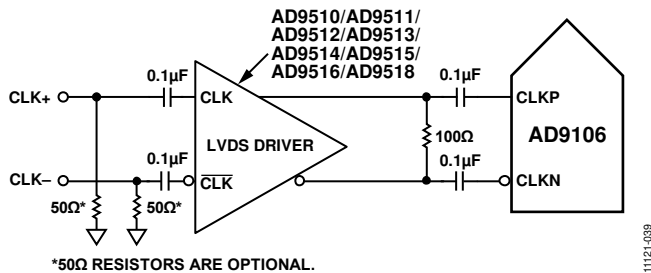 AD9510/AD9511/
AD9512/AD9513/
AD9514/AD9515/
AD9516/AD9518
0.1µF
0.1µF
CLK+
CLK
CLKP
LVDS DRIVER
100Ω
AD9106
0.1µF
0.1µF
CLK–
CLK
CLKN
50Ω*
50Ω*
*50Ω RESISTORS ARE OPTIONAL.
11121-039